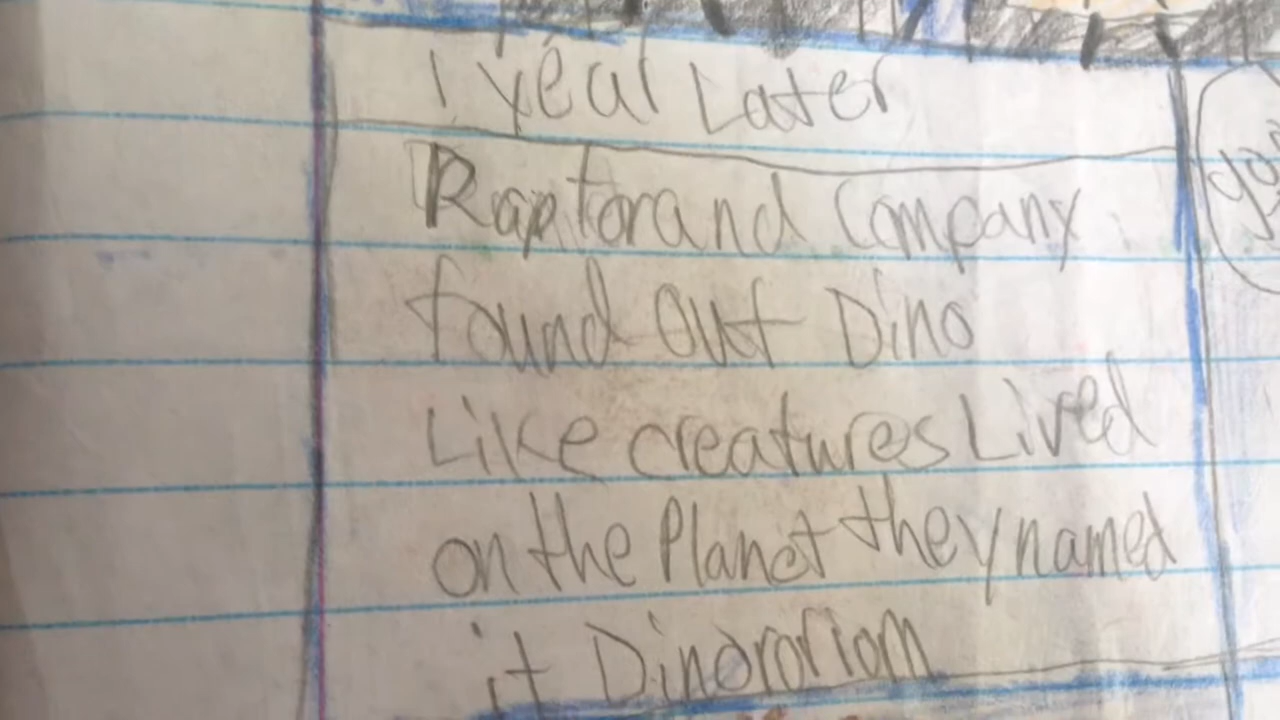 1 year Later
Raptor and Company
found out Dino
Like creatures Lived
on the Planet they named
it Dinororiom